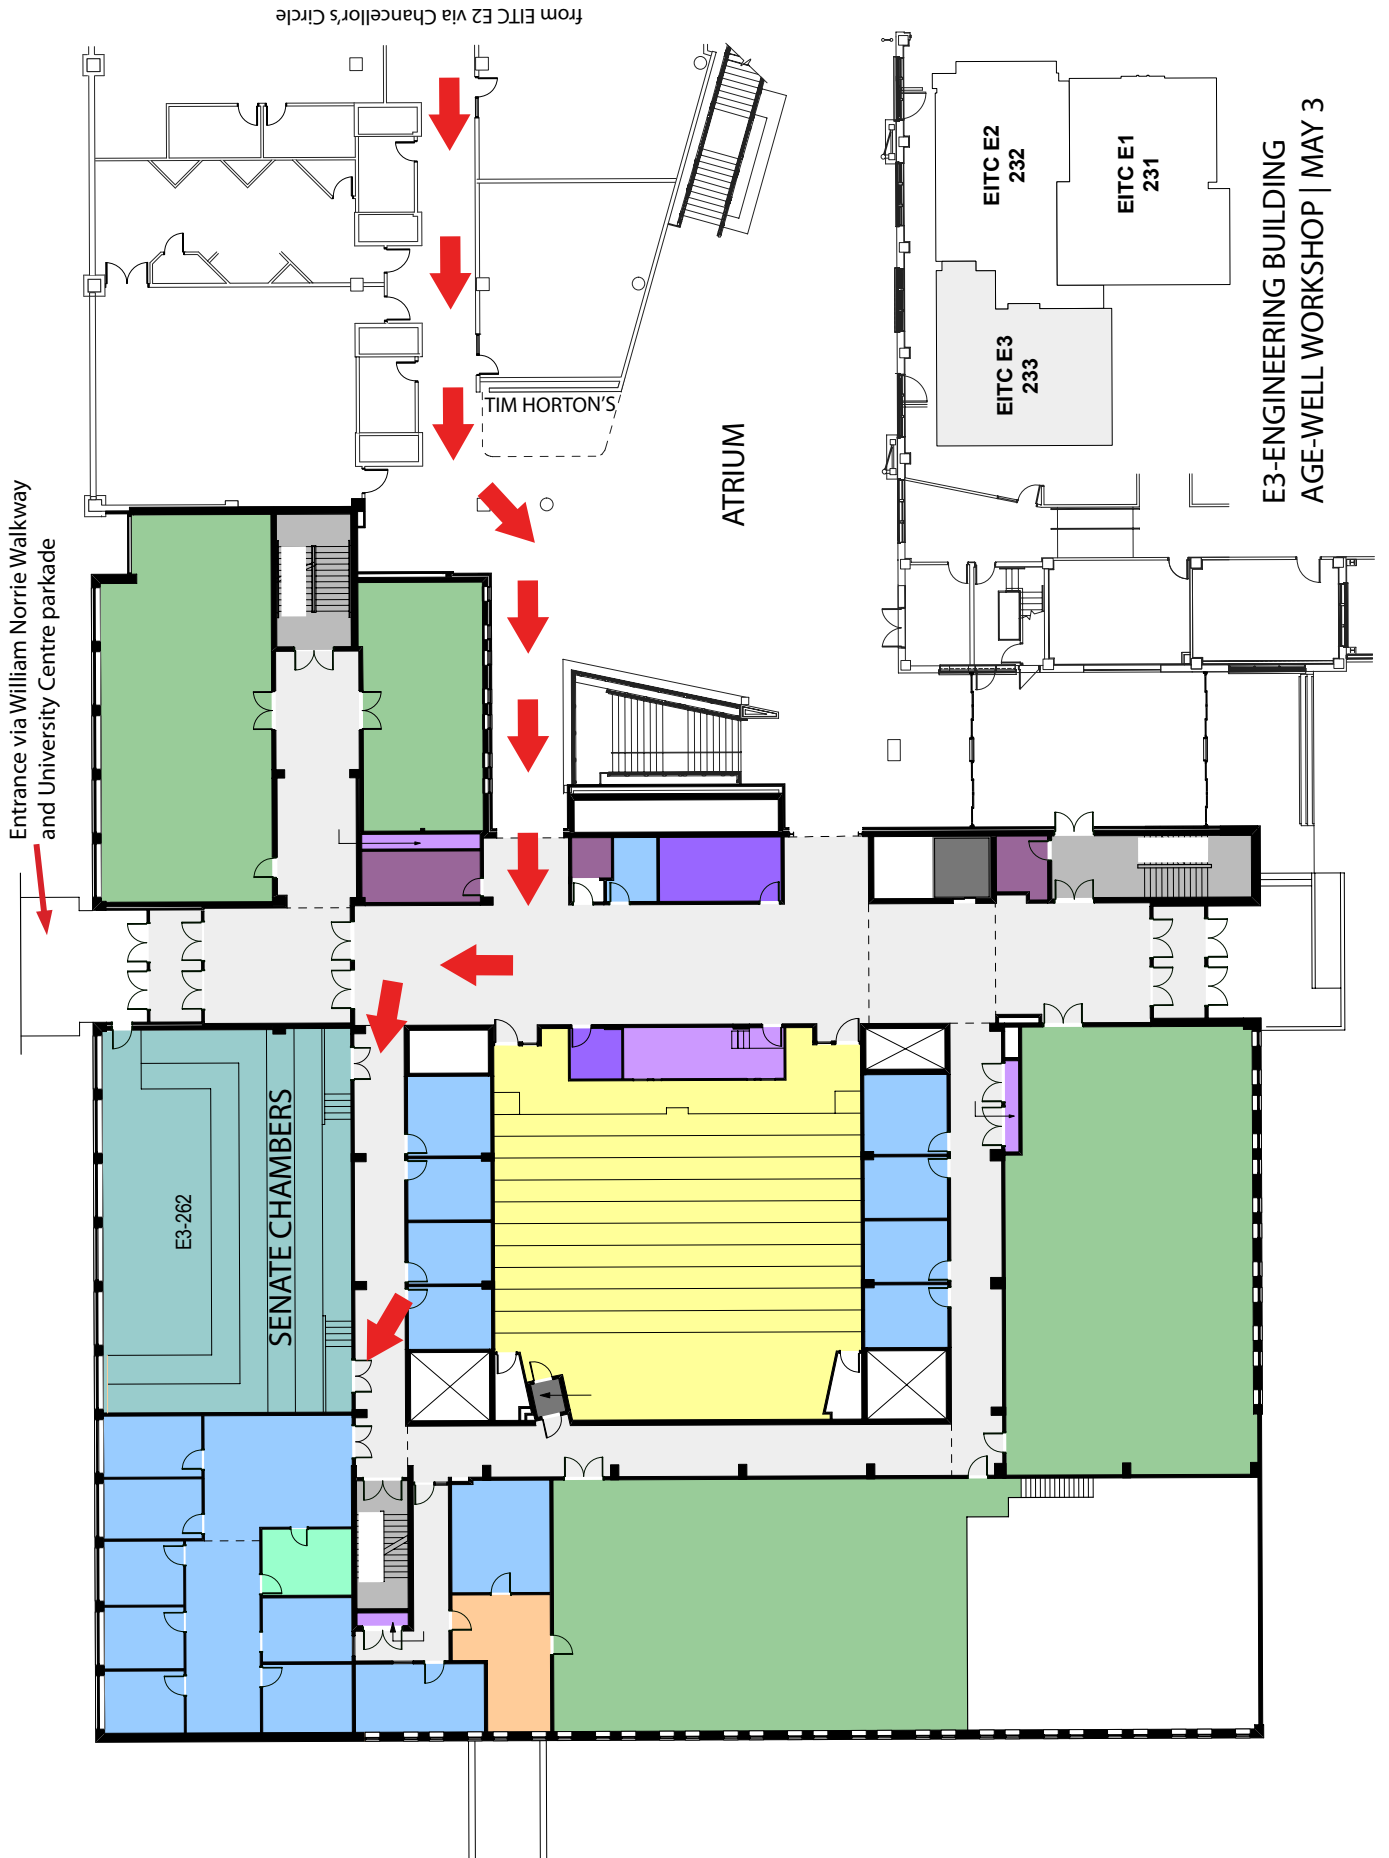 from EITC E2 via Chancellor's Circle
Entrance via William Norrie Walkway
and University Centre parkade
TIM HORTON'S
ATRIUM
EITC E2
232
EITC E1
231
EITC E3
233
E3-ENGINEERING BUILDING
AGE-WELL WORKSHOP | MAY 3
E3-262
SENATE CHAMBERS